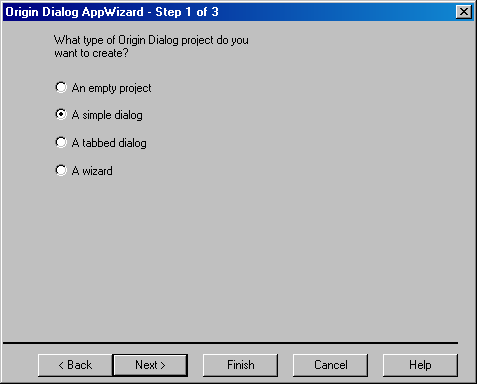 Origin Dialog AppWizard - Step 1 of 3
What type of Origin Dialog project do you
want to create?
An empty project
A simple dialog
A tabbed dialog
A wizard
< Back
Next >
Finish
Cancel
Help